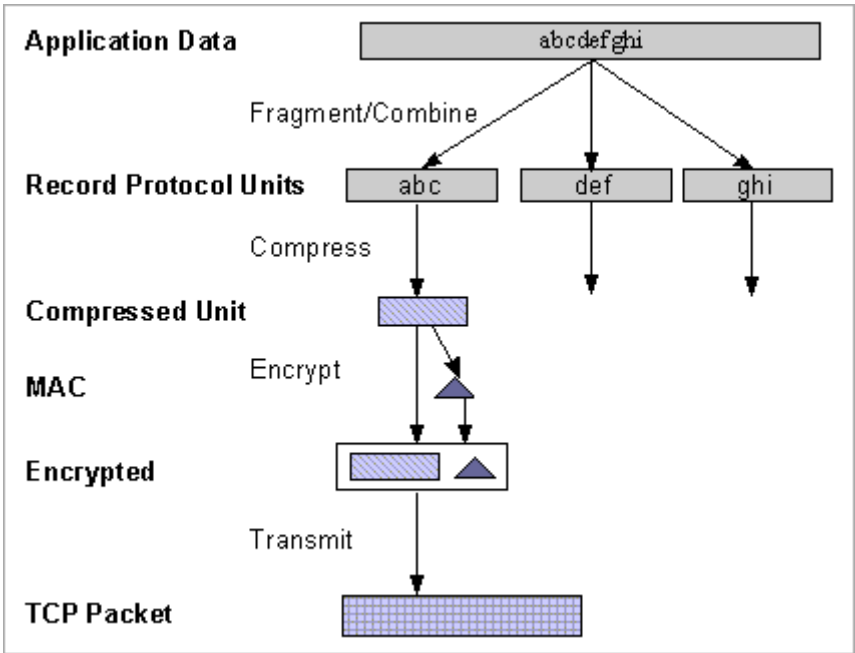 Application Data
abcdefghi
Fragment/Combine
Record Protocol Units
abc
def
ghi
Compress
Compressed Unit
Encrypt
MAC
Encrypted
Transmit
TCP Packet